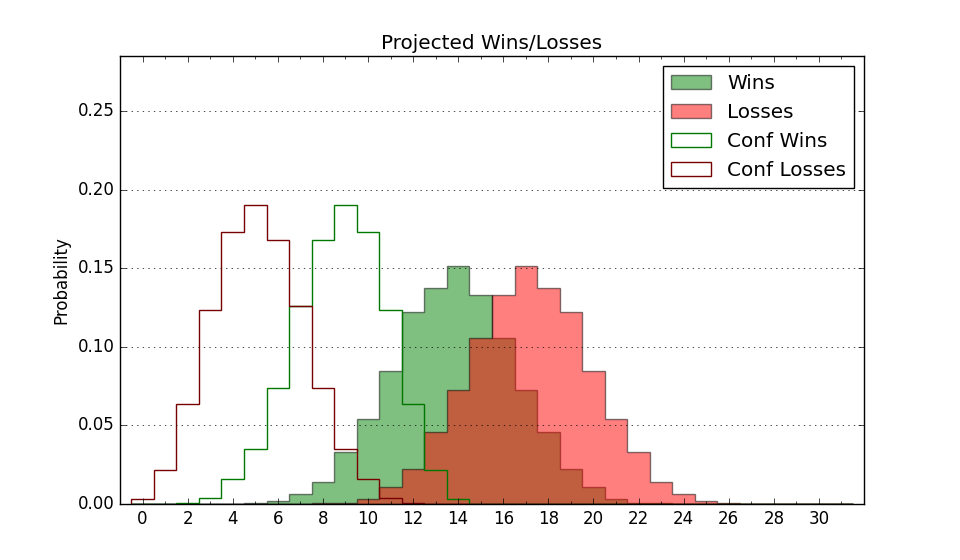 Projected Wins/Losses
Wins
Losses
Conf Wins
Conf Losses
Probability
0.25
0.20
0.15
0.10
0.05
0.00
0 2 4 6 8 10 12 14 16 18 20 22 24 26 28 30